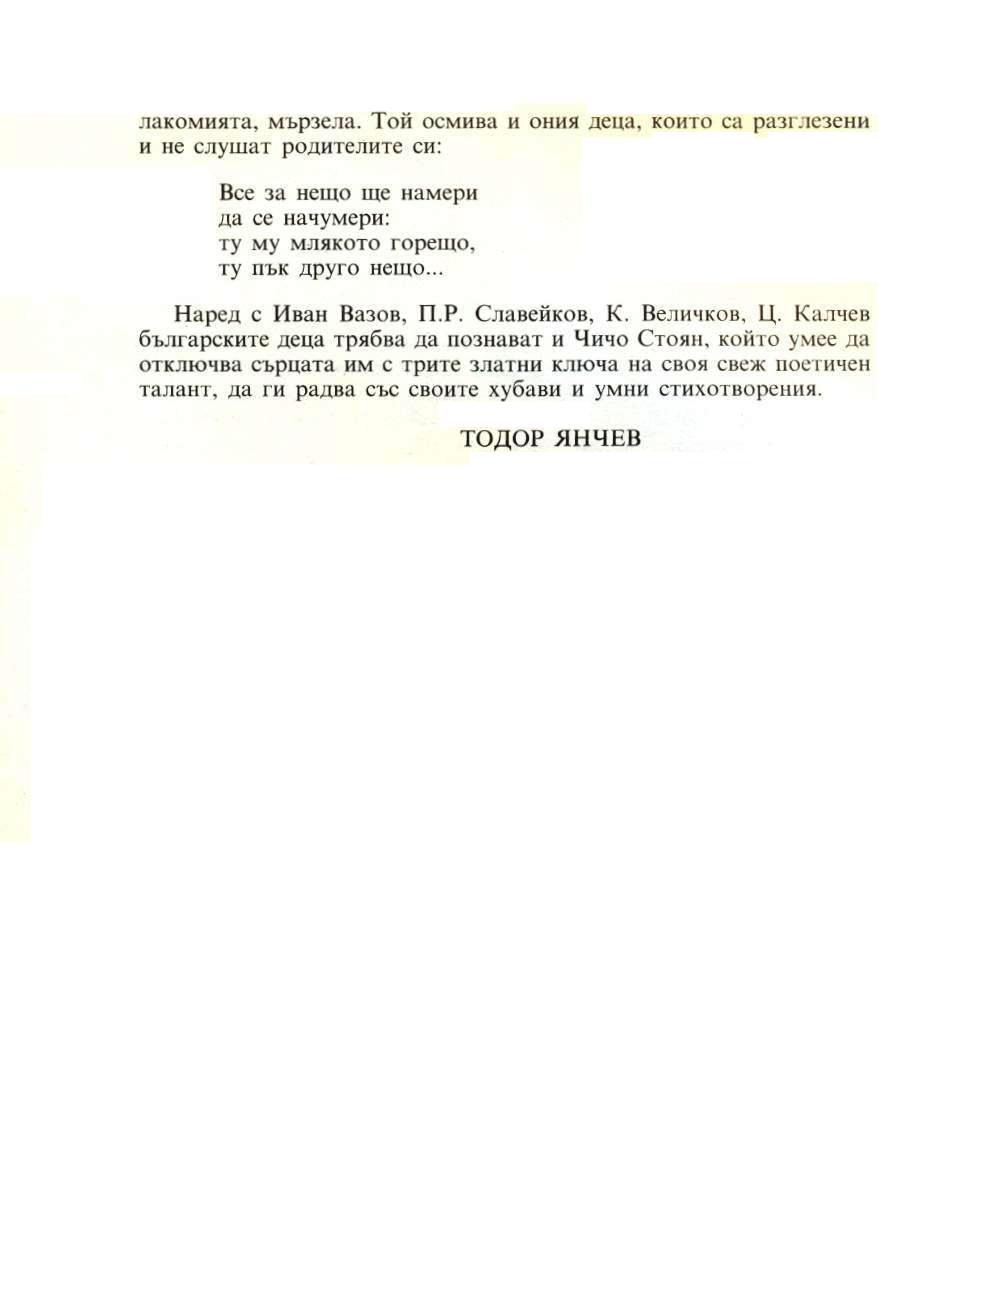 лакомията, мързела. Той осмива и ония деца, които са разглезени
и не слушат родителите си:
Все за нещо ще намери
да се начумери:
ту му млякото горещо,
ту пък друго нещо...
Наред с Иван Вазов, П.Р. Славейков, К. Величков, Ц. Калчев
българските деца трябва да познават и Чичо Стоян, който умее да
отключва сърцата им с трите златни ключа на своя свеж поетичен
талант, да ги радва със своите хубави и умни стихотворения.
ТОДОР ЯНЧЕВ